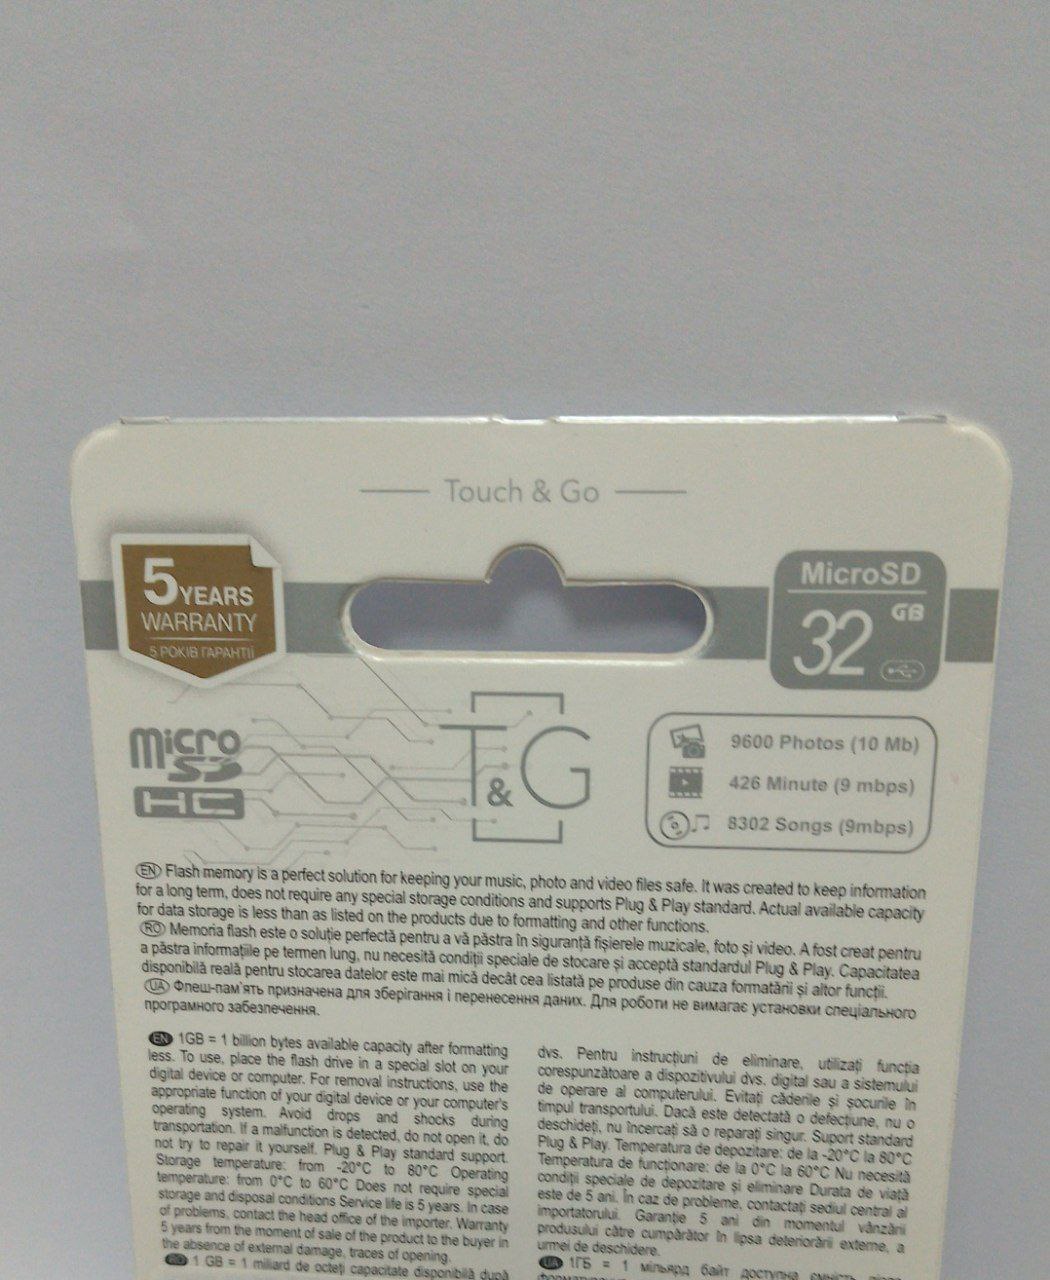 Touch & Go
5 YEARS
WARRANTY
5 РОКІВ ГАРАНТІЇ
MicroSD
32 GB
micro
SD
HC
T&G
9600 Photos (10 Mb)
426 Minute (9 mbps)
8302 Songs (9mbps)
EN Flash memory is a perfect solution for keeping your music, photo and video files safe. It was created to keep information
for a long term, does not require any special storage conditions and supports Plug & Play standard. Actual available capacity
for data storage is less than as listed on the products due to formatting and other functions.
RO Memoria flash este o soluție perfectă pentru a vă păstra în siguranță fișierele muzicale, foto și video. A fost creat pentru
a păstra informațiile pe termen lung, nu necesită condiții speciale de stocare și acceptă standardul Plug & Play. Capacitatea
disponibilă reală pentru stocarea datelor este mai mică decât cea listată pe produse din cauza formatării și altor funcții.
UA Флеш-пам'ять призначена для зберігання і перенесення даних. Для роботи не вимагає установки спеціального
програмного забезпечення.
EN 1GB = 1 billion bytes available capacity after formatting
less. To use, place the flash drive in a special slot on your
digital device or computer. For removal instructions, use the
appropriate function of your digital device or your computer's
operating system. Avoid drops and shocks during
transportation. If a malfunction is detected, do not open it, do
not try to repair it yourself. Plug & Play standard support.
Storage temperature: from -20°C to 80°C Operating
temperature: from 0°C to 60°C Does not require special
storage and disposal conditions Service life is 5 years. In case
of problems, contact the head office of the importer. Warranty
5 years from the moment of sale of the product to the buyer in
the absence of external damage, traces of opening.
RO 1 GB = 1 miliard de octeți capacitate disponibilă după
dvs. Pentru instrucțiuni de eliminare, utilizați funcția
corespunzătoare a dispozitivului dvs. digital sau a sistemului
de operare al computerului. Evitați căderile și șocurile în
timpul transportului. Dacă este detectată o defecțiune, nu o
deschideți, nu încercați să o reparați singur. Suport standard
Plug & Play. Temperatura de depozitare: de la -20°C la 80°C
Temperatura de funcționare: de la 0°C la 60°C Nu necesită
condiții speciale de depozitare și eliminare Durata de viață
este de 5 ani. În caz de probleme, contactați sediul central al
importatorului. Garanție 5 ani din momentul vânzării
produsului către cumpărător în lipsa deteriorării externe, a
urmei de deschidere.
UA 1ГБ = 1 мільярд байт доступна ємність